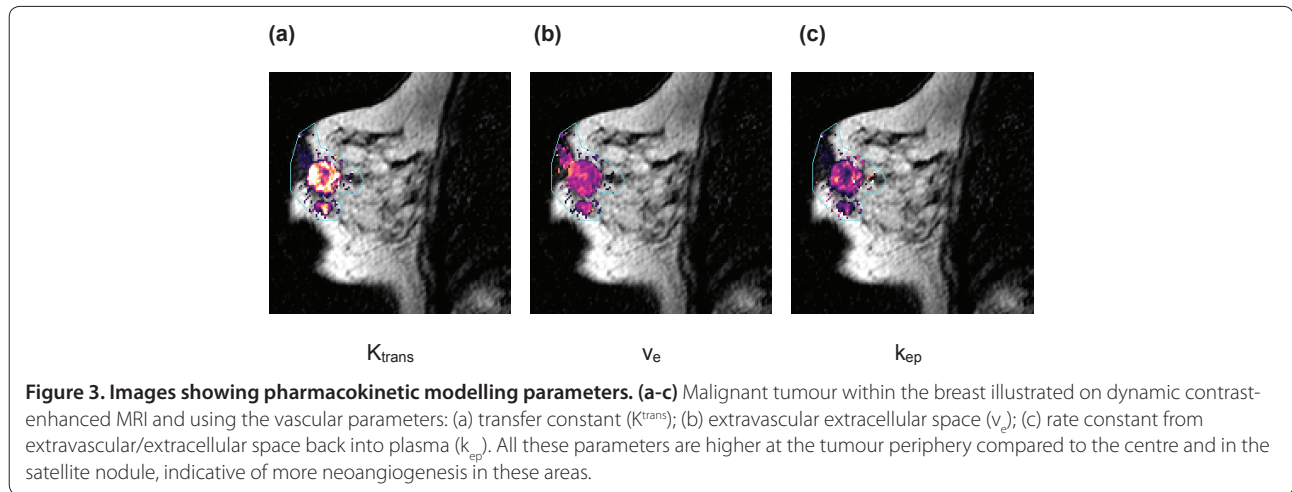 (a) (b) (c)
Ktrans ve kep
Figure 3. Images showing pharmacokinetic modelling parameters. (a-c) Malignant tumour within the breast illustrated on dynamic contrast-
enhanced MRI and using the vascular parameters: (a) transfer constant (Ktrans); (b) extravascular extracellular space (ve); (c) rate constant from
extravascular/extracellular space back into plasma (kep). All these parameters are higher at the tumour periphery compared to the centre and in the
satellite nodule, indicative of more neoangiogenesis in these areas.